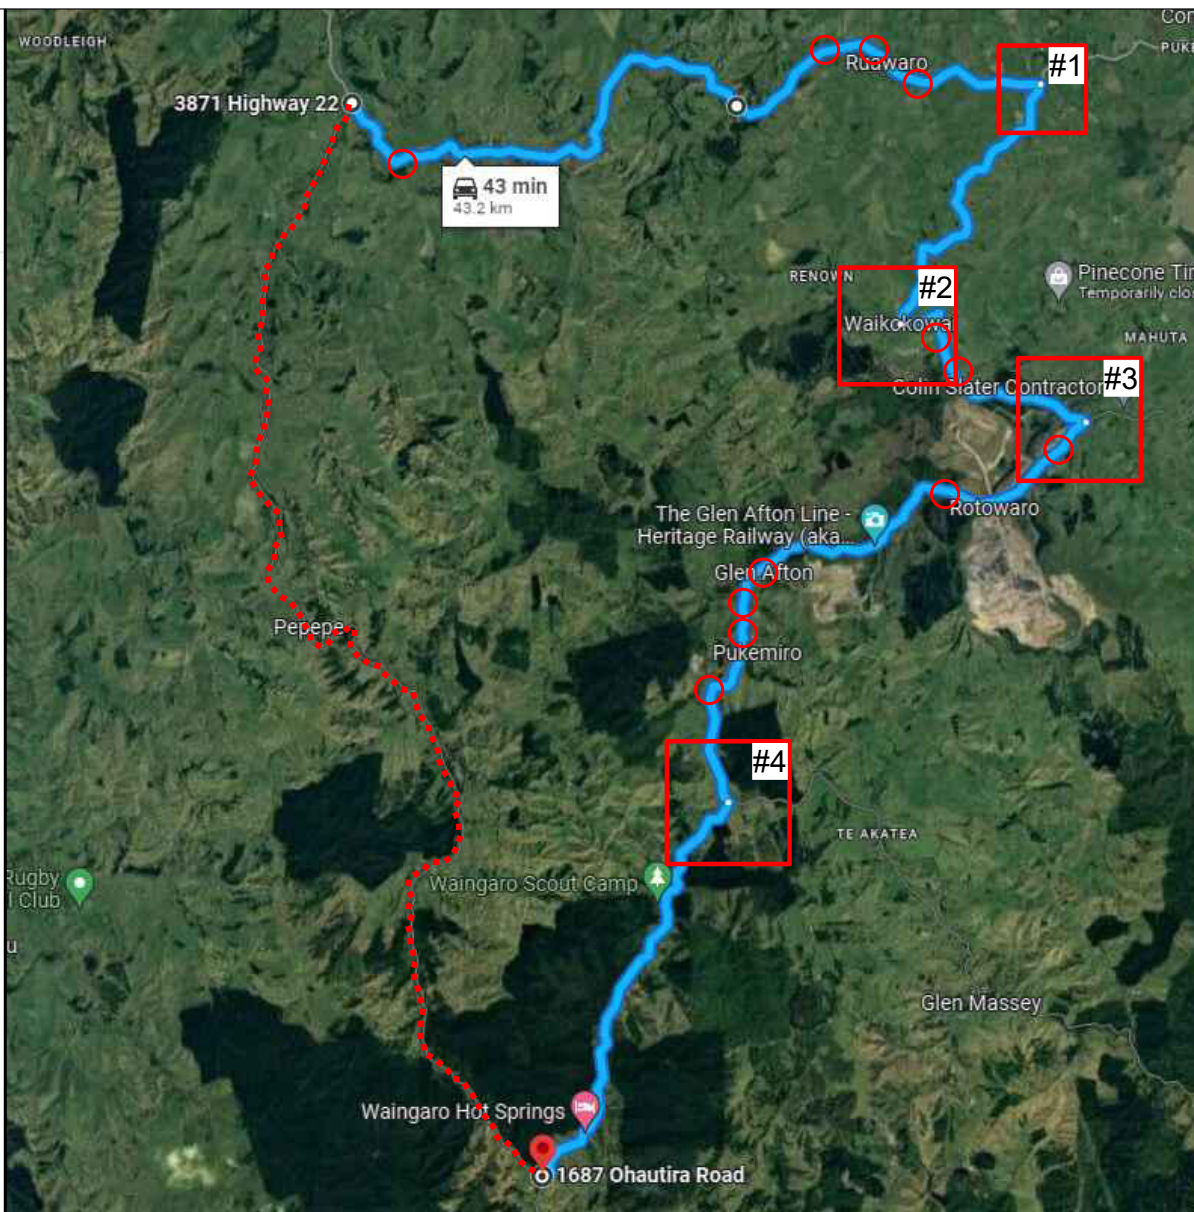 WOODLEIGH
Ruawaro
#1
3871 Highway 22
43 min
43.2 km
RENOWN
#2
Pinecone Tim
Temporarily clo
Waikokowai
MAHUTA
Colin Slater Contractor
#3
The Glen Afton Line -
Heritage Railway (aka...
Rotowaro
Glen Afton
Pepepe
Pukemiro
#4
TE AKATEA
Rugby
l Club
Waingaro Scout Camp
u
Glen Massey
Waingaro Hot Springs
1687 Ohautira Road